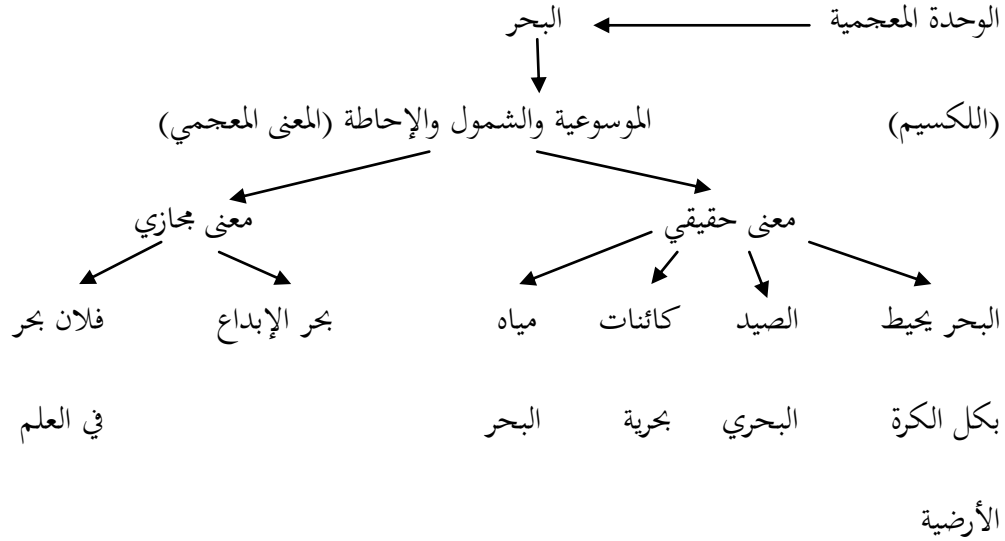 الوحدة المعجمية البحر
(اللكسيم) الموسوعية والشمول والإحاطة (المعنى المعجمي)
معنى حقيقي معنى مجازي
البحر يحيط الصيد كائنات مياه بحر الإبداع فلان بحر
بكل الكرة البحري بحرية البحر في العلم
الأرضية